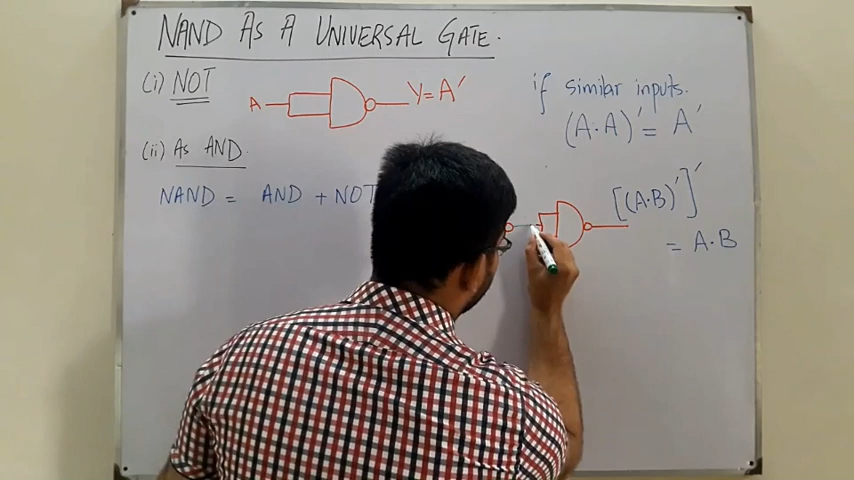 NAND AS A UNIVERSAL GATE.
(i) NOT
A Y=A'
if similar inputs.
(A·A)' = A'
(ii) As AND.
NAND = AND + NOT
[(A·B)']'
= A·B